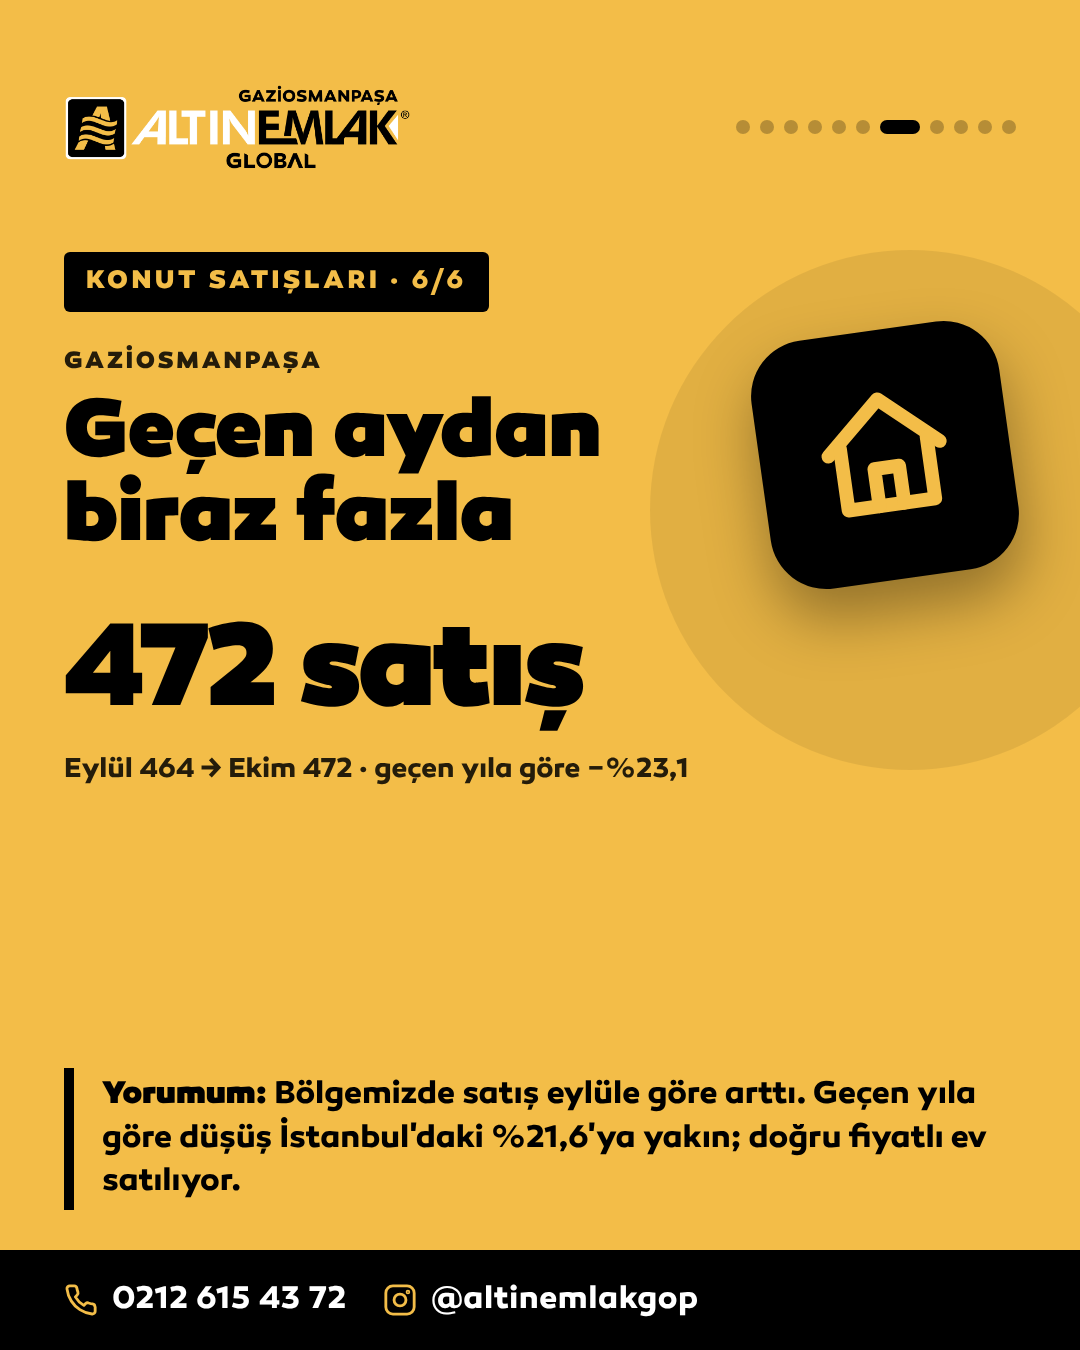 GAZİOSMANPAŞA
ALTINEMLAK®
GLOBAL
KONUT SATIŞLARI · 6/6
GAZİOSMANPAŞA
Geçen aydan
biraz fazla
472 satış
Eylül 464 → Ekim 472 · geçen yıla göre −%23,1
Yorumum: Bölgemizde satış eylüle göre arttı. Geçen yıla
göre düşüş İstanbul'daki %21,6'ya yakın; doğru fiyatlı ev
satılıyor.
0212 615 43 72 @altinemlakgop